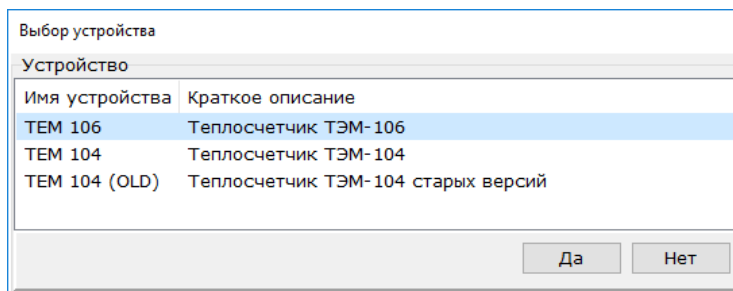 Выбор устройства
Устройство
Имя устройства Краткое описание
TEM 106 Теплосчетчик ТЭМ-106
TEM 104 Теплосчетчик ТЭМ-104
TEM 104 (OLD) Теплосчетчик ТЭМ-104 старых версий
Да Нет